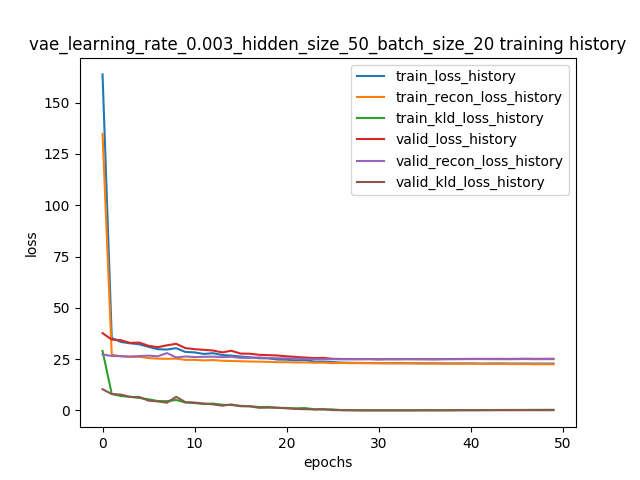 vae_learning_rate_0.003_hidden_size_50_batch_size_20 training history
train_loss_history
train_recon_loss_history
train_kld_loss_history
valid_loss_history
valid_recon_loss_history
valid_kld_loss_history
150
125
100
75
50
25
0
loss
0
10
20
30
40
50
epochs